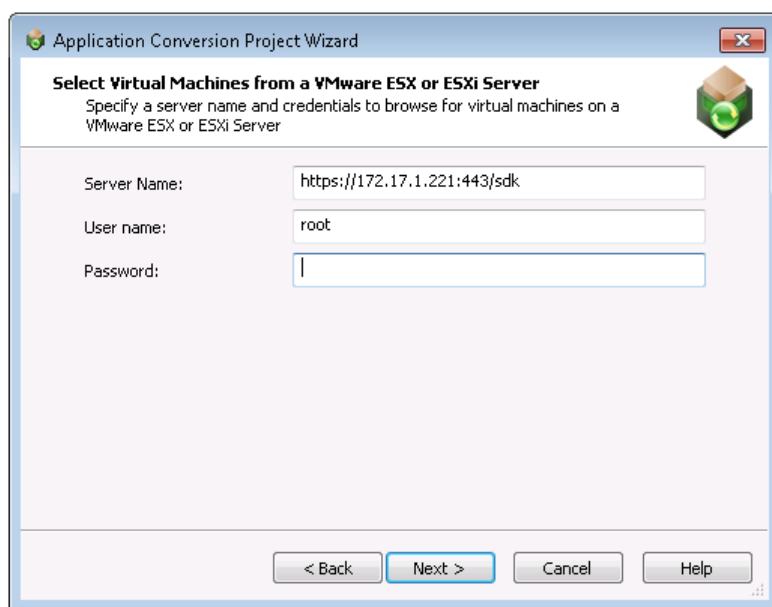 Application Conversion Project Wizard
Select Virtual Machines from a VMware ESX or ESXi Server
Specify a server name and credentials to browse for virtual machines on a
VMware ESX or ESXi Server
Server Name: https://172.17.1.221:443/sdk
User name: root
Password:
< Back Next > Cancel Help